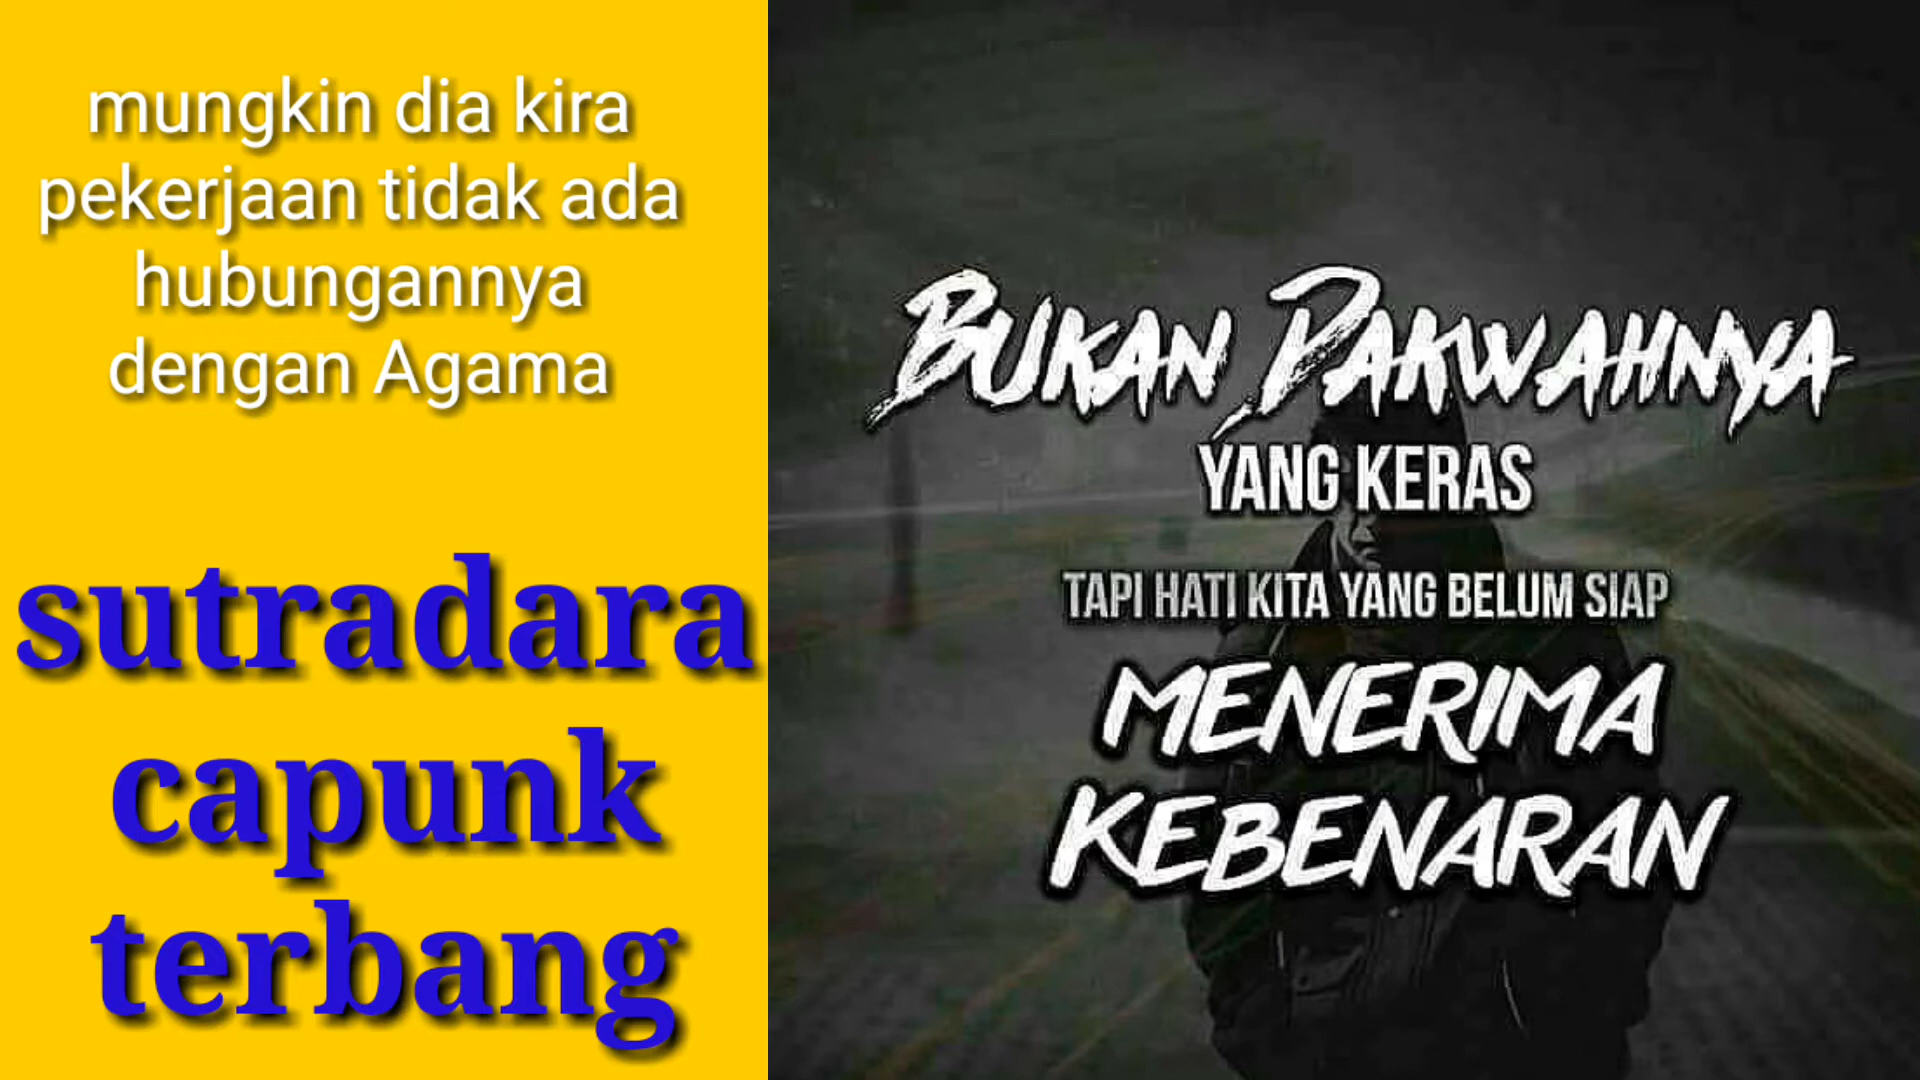 mungkin dia kira
pekerjaan tidak ada
hubungannya
dengan Agama
sutradara
capunk
terbang
BUKAN DAKWAHNYA
YANG KERAS
TAPI HATI KITA YANG BELUM SIAP
MENERIMA
KEBENARAN